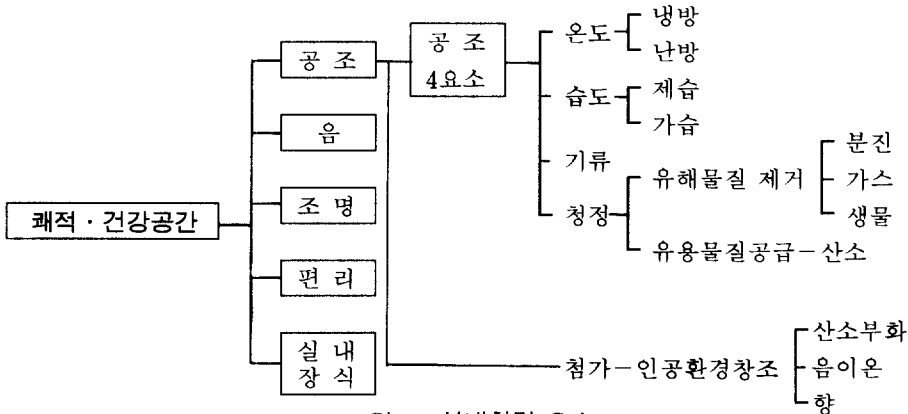 쾌적 · 건강공간
공 조
음
조 명
편 리
실 내
장 식
공 조
4요소
온도
냉방
난방
습도
제습
가습
기류
청정
유해물질 제거
분진
가스
생물
유용물질공급-산소
첨가-인공환경창조
산소부화
음이온
향